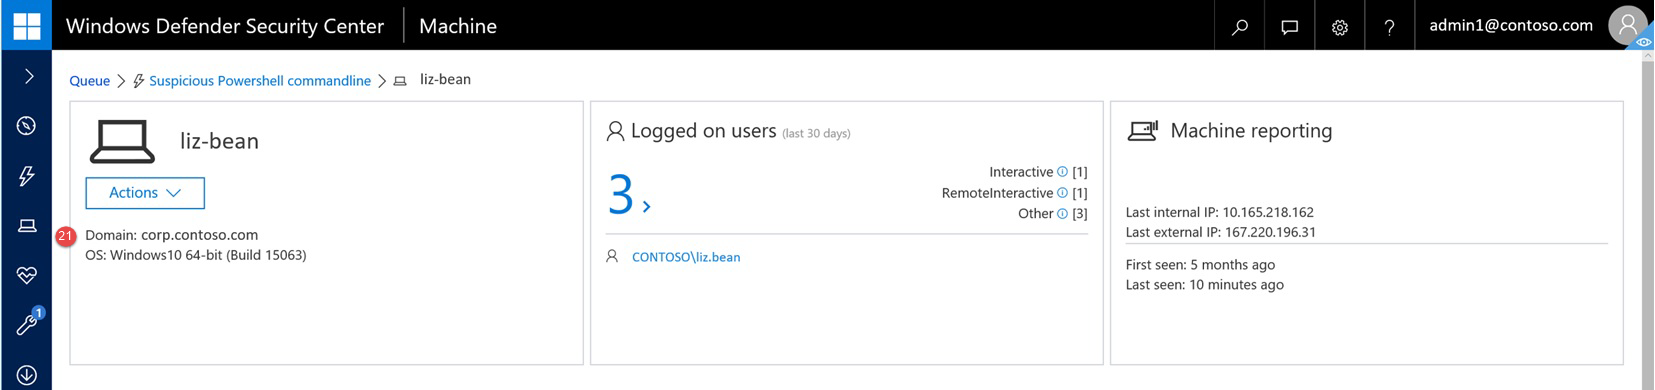 Windows Defender Security Center | Machine
? admin1@contoso.com
Queue > Suspicious Powershell commandline > liz-bean
liz-bean
Actions
21
Domain: corp.contoso.com
OS: Windows10 64-bit (Build 15063)
1
Logged on users (last 30 days)
3 >
Interactive [1]
RemoteInteractive [1]
Other [3]
CONTOSO\liz.bean
Machine reporting
Last internal IP: 10.165.218.162
Last external IP: 167.220.196.31
First seen: 5 months ago
Last seen: 10 minutes ago